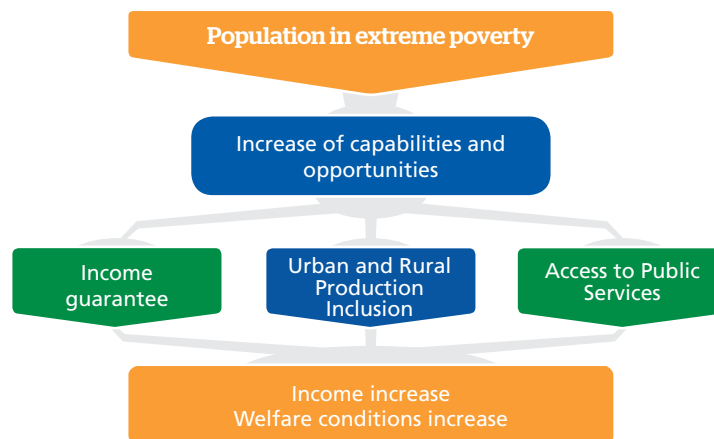 Population in extreme poverty
Increase of capabilities and
opportunities
Income
guarantee
Urban and Rural
Production
Inclusion
Access to Public
Services
Income increase
Welfare conditions increase